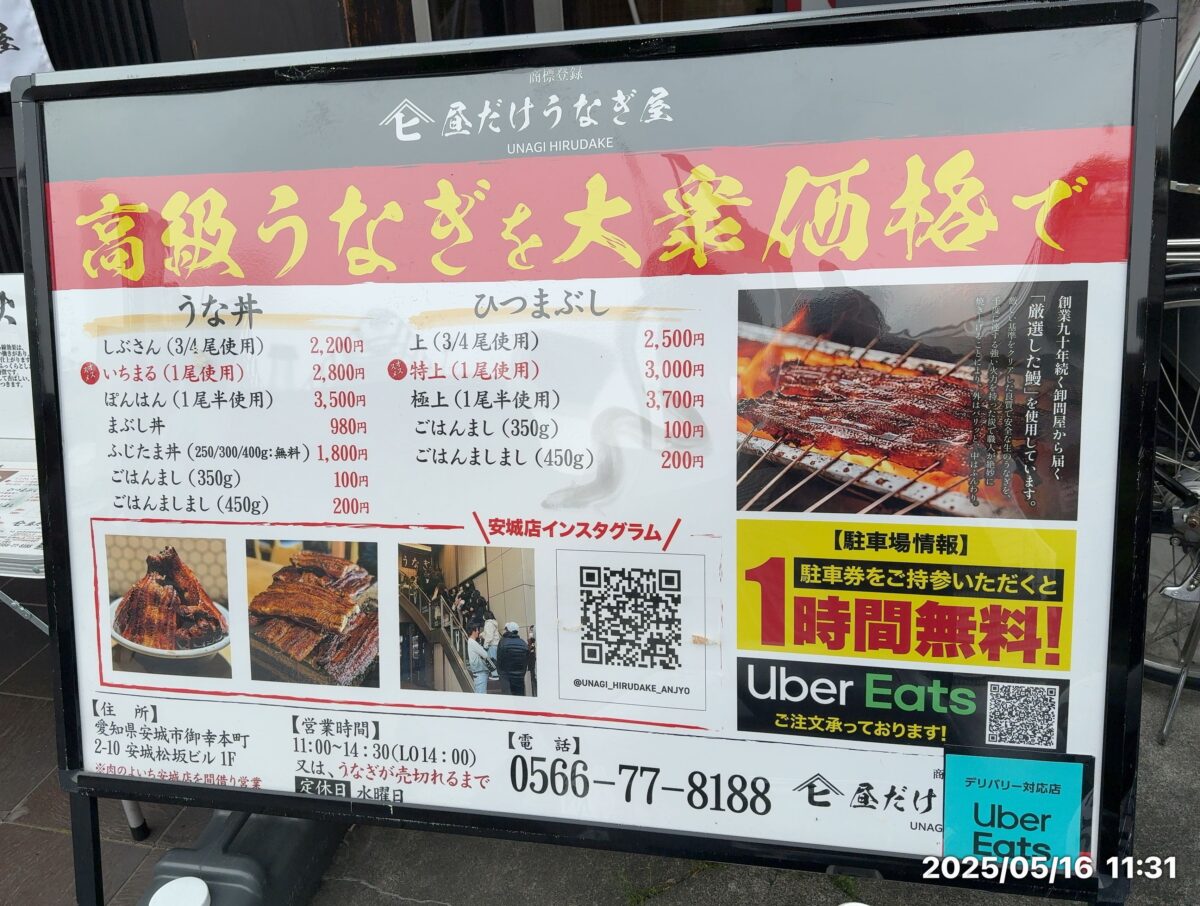 商標登録
昼だけうなぎ屋
UNAGI HIRUDAKE
高級うなぎを大衆価格で
うな丼
しぶさん(3/4尾使用) 2,200円
いちまる(1尾使用) 2,800円
ぼんはん(1尾半使用) 3,500円
まぶし丼 980円
ふじたま丼(250/300/400g:無料) 1,800円
ごはんまし(350g) 100円
ごはんましまし(450g) 200円
ひつまぶし
上(3/4尾使用) 2,500円
特上(1尾使用) 3,000円
極上(1尾半使用) 3,700円
ごはんまし(350g) 100円
ごはんましまし(450g) 200円
創業九十年続く卸問屋から届く
「厳選した鰻」を使用しています。
安城店インスタグラム
@UNAGI_HIRUDAKE_ANJYO
【駐車場情報】
駐車券をご持参いただくと
1時間無料!
Uber Eats
ご注文承っております!
【住 所】
愛知県安城市御幸本町
2-10 安城松坂ビル 1F
※肉のよいち安城店を間借り営業
【営業時間】
11:00~14:30(LO14:00)
又は、うなぎが売切れるまで
定休日 水曜日
【電 話】
0566-77-8188
昼だけ
UNAG
デリバリー対応店
Uber
Eats
2025/05/16 11:31